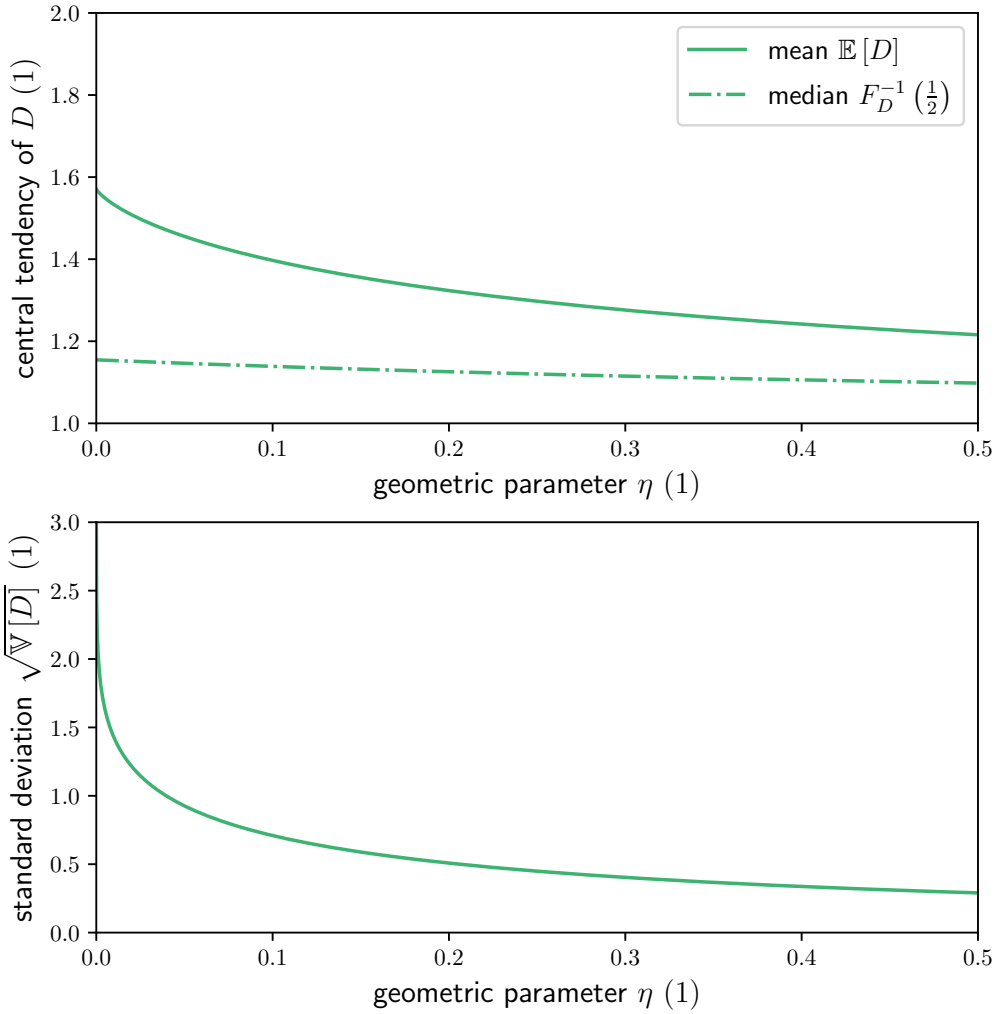 2.0
1.8
1.6
1.4
1.2
1.0
central tendency of D (1)
mean 𝔼 [D]
median F_D^{-1} (1/2)
0.0 0.1 0.2 0.3 0.4 0.5
geometric parameter η (1)
3.0
2.5
2.0
1.5
1.0
0.5
0.0
standard deviation √𝕍 [D] (1)
0.0 0.1 0.2 0.3 0.4 0.5
geometric parameter η (1)